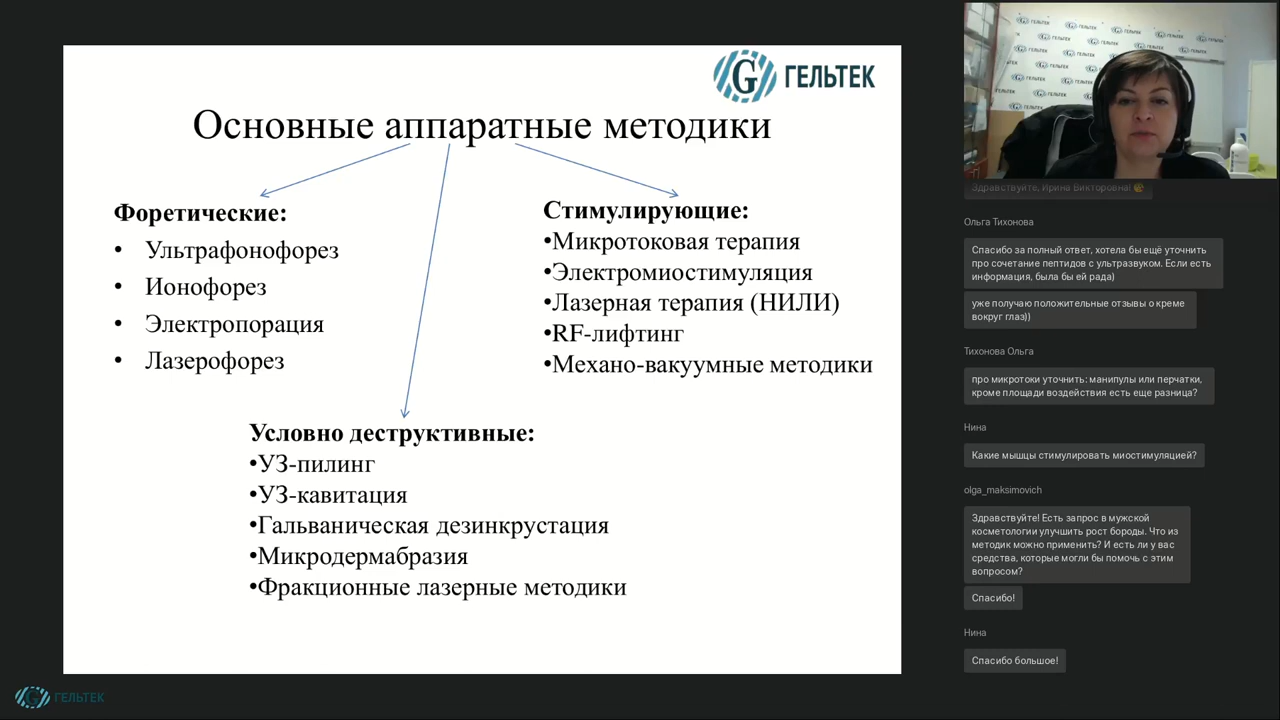 ГЕЛЬТЕК
Основные аппаратные методики
Форетические:
• Ультрафонофорез
• Ионофорез
• Электропорация
• Лазерофорез
Стимулирующие:
•Микротоковая терапия
•Электромиостимуляция
•Лазерная терапия (НИЛИ)
•RF-лифтинг
•Механо-вакуумные методики
Условно деструктивные:
•УЗ-пилинг
•УЗ-кавитация
•Гальваническая дезинкрустация
•Микродермабразия
•Фракционные лазерные методики
ГЕЛЬТЕК
Здравствуйте, Ирина Викторовна!
Ольга Тихонова
Спасибо за полный ответ, хотела бы ещё уточнить
про сочетание пептидов с ультразвуком. Если есть
информация, была бы ей рада)
уже получаю положительные отзывы о креме
вокруг глаз))
Тихонова Ольга
про микротоки уточнить: манипулы или перчатки,
кроме площади воздействия есть еще разница?
Нина
Какие мышцы стимулировать миостимуляцией?
olga_maksimovich
Здравствуйте! Есть запрос в мужской
косметологии улучшить рост бороды. Что из
методик можно применить? И есть ли у вас
средства, которые могли бы помочь с этим
вопросом?
Спасибо!
Нина
Спасибо большое!